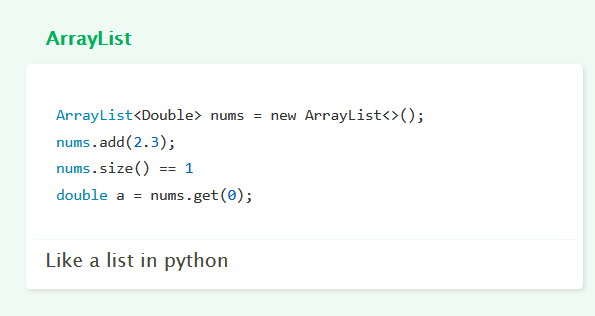 ArrayList
ArrayList<Double> nums = new ArrayList<>();
nums.add(2.3);
nums.size() == 1
double a = nums.get(0);
Like a list in python